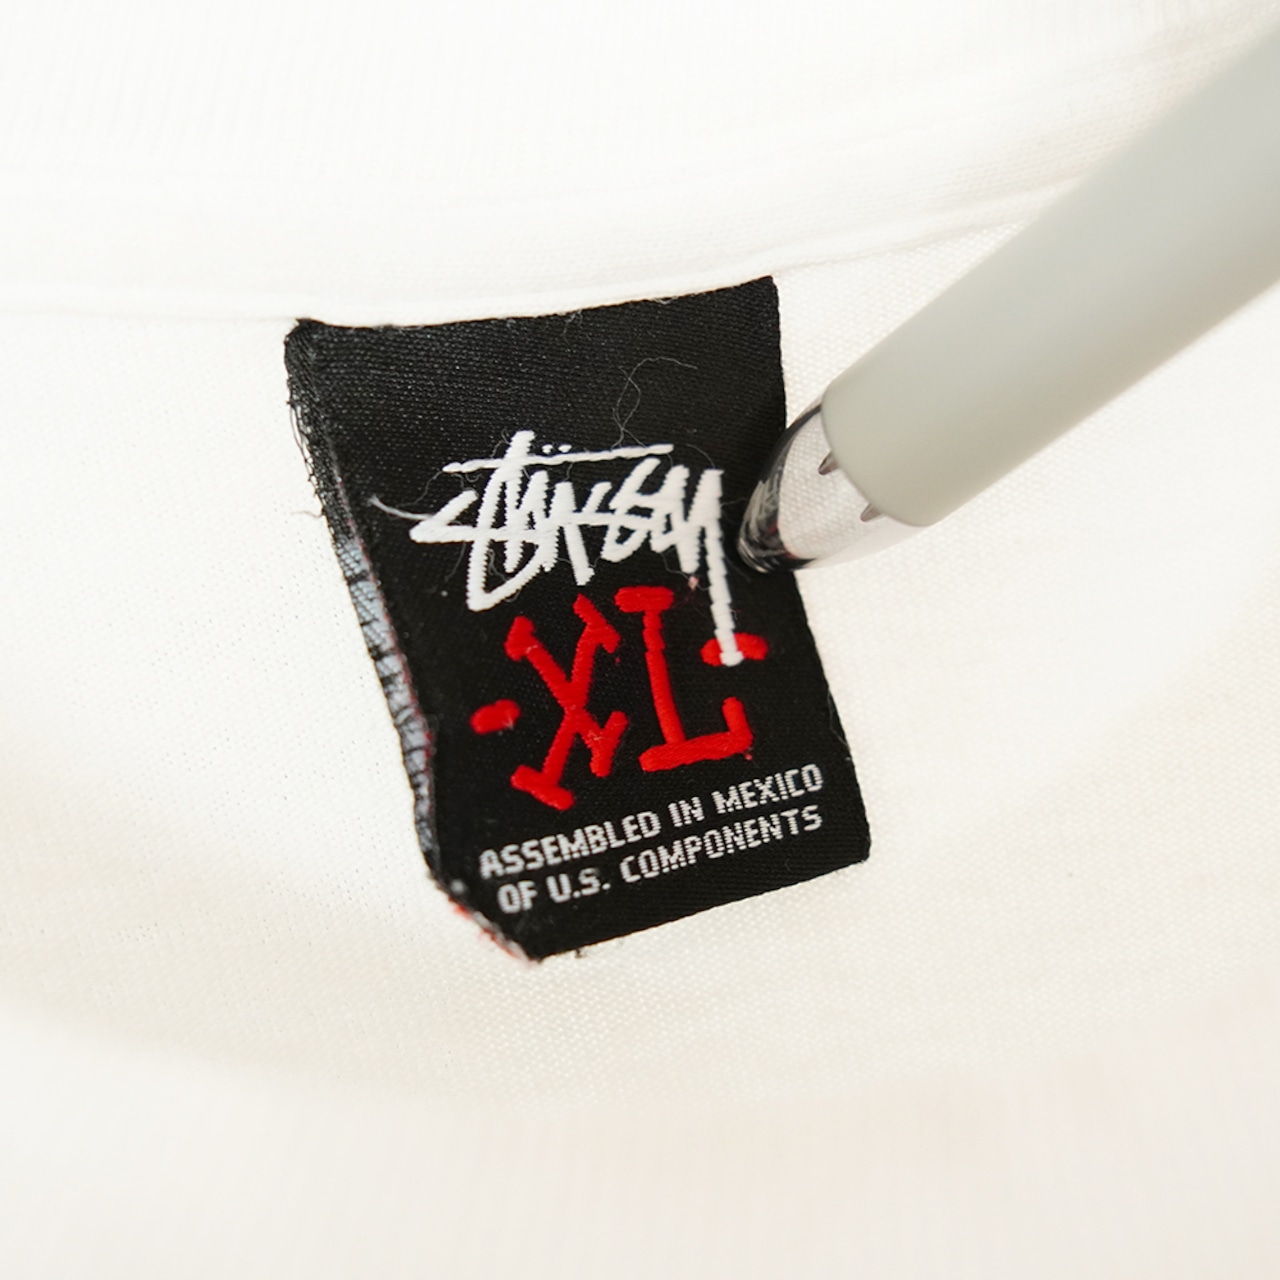 Stüssy
XL
ASSEMBLED IN MEXICO
OF U.S. COMPONENTS